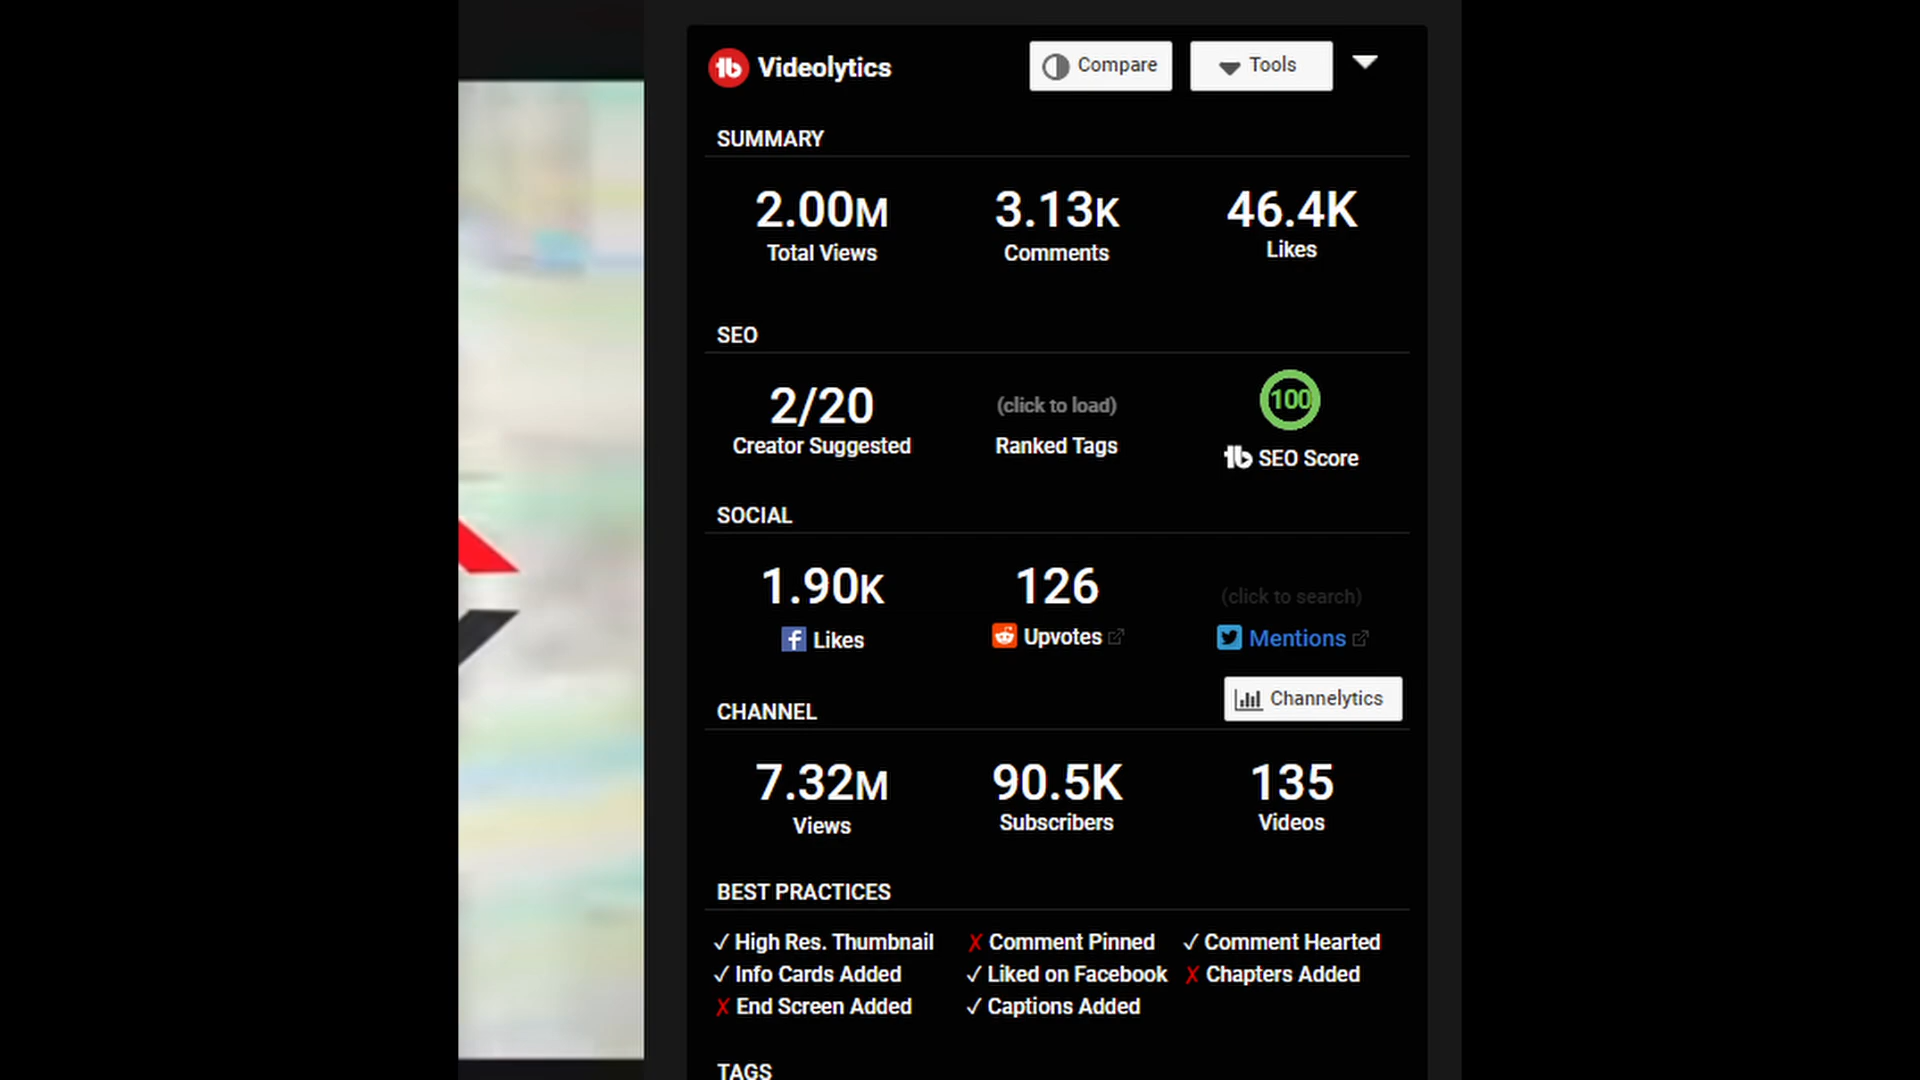 Videolytics
Compare
Tools
SUMMARY
2.00M
3.13K
46.4K
Total Views
Comments
Likes
SEO
2/20
(click to load)
100
Creator Suggested
Ranked Tags
SEO Score
SOCIAL
1.90K
126
(click to search)
Likes
Upvotes
Mentions
CHANNEL
Channelytics
7.32M
90.5K
135
Views
Subscribers
Videos
BEST PRACTICES
✓ High Res. Thumbnail
✗ Comment Pinned
✓ Comment Hearted
✓ Info Cards Added
✓ Liked on Facebook
✗ Chapters Added
✗ End Screen Added
✓ Captions Added
TAGS